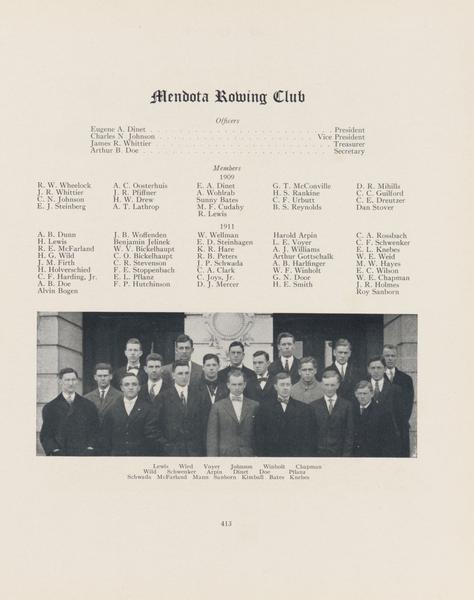 Mendota Rowing Club
Officers
Eugene A. Dinet . . . . . . . . . . . . . . . . . . . . . President
Charles N. Johnson . . . . . . . . . . . . . . . . . . Vice President
James R. Whittier . . . . . . . . . . . . . . . . . . . . Treasurer
Arthur B. Doe . . . . . . . . . . . . . . . . . . . . . Secretary
Members
1909
R. W. Wheelock A. C. Oosterhuis E. A. Dinet G. T. McConville D. R. Mihills
J. R. Whittier J. R. Pfiffner A. Wohlrab H. S. Rankine C. C. Guilford
C. N. Johnson H. W. Drew Sunny Bates C. F. Urbutt C. E. Dreutzer
E. J. Steinberg A. T. Lathrop M. F. Cudahy B. S. Reynolds Dan Stover
R. Lewis
1911
A. B. Dunn J. B. Woffenden W. Wellman Harold Arpin C. A. Rossbach
H. Lewis Benjamin Jelinek E. D. Steinhagen L. E. Voyer C. F. Schwenker
R. E. McFarland W. V. Bickelhaupt K. R. Hare A. J. Williams E. L. Knebes
H. G. Wild C. O. Bickelhaupt R. B. Peters Arthur Gottschalk W. E. Weid
J. M. Firth C. R. Stevenson J. P. Schwada A. B. Harlfinger M. W. Hayes
H. Holverschied F. E. Stoppenbach C. A. Clark W. F. Winholt E. C. Wilson
C. F. Harding, Jr. E. L. Pflanz C. Joys, Jr. G. N. Door W. E. Chapman
A. B. Doe F. P. Hutchinson D. J. Mercer H. E. Smith J. R. Holmes
Alvin Bogen Roy Sanborn
Lewis Wied Voyer Johnson Winholt Chapman
Wild Schwenker Arpin Dinet Doe Pflanz
Schwada McFarland Mann Sanborn Kimball Bates Knebes
413